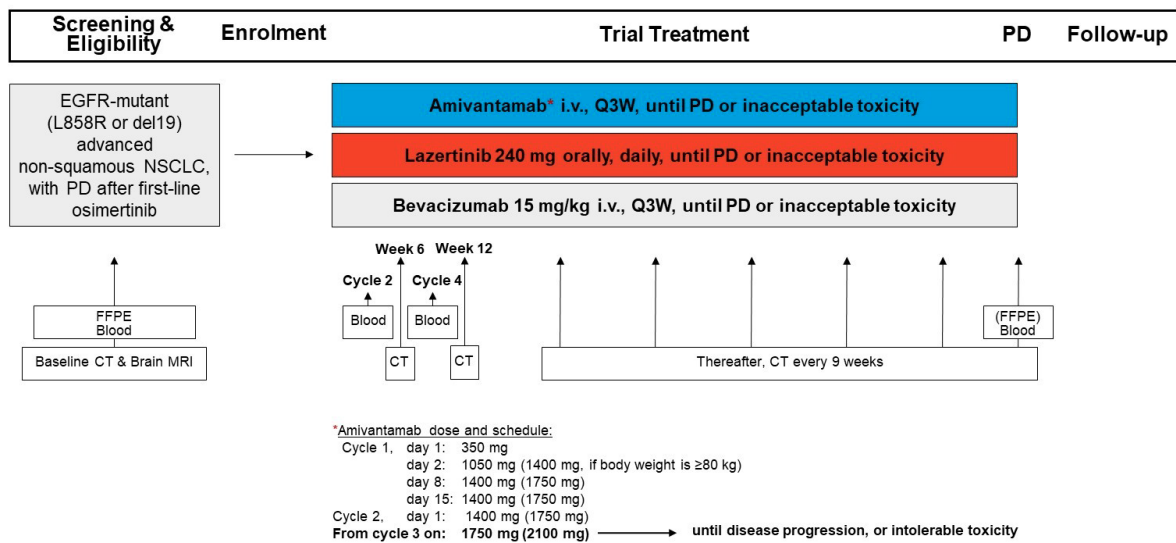 Screening &
Eligibility
Enrolment
Trial Treatment
PD
Follow-up
EGFR-mutant
(L858R or del19)
advanced
non-squamous NSCLC,
with PD after first-line
osimertinib
Amivantamab* i.v., Q3W, until PD or inacceptable toxicity
Lazertinib 240 mg orally, daily, until PD or inacceptable toxicity
Bevacizumab 15 mg/kg i.v., Q3W, until PD or inacceptable toxicity
Week 6
Week 12
Cycle 2
Cycle 4
FFPE
Blood
Blood
Blood
(FFPE)
Blood
Baseline CT & Brain MRI
CT
CT
Thereafter, CT every 9 weeks
*Amivantamab dose and schedule:
Cycle 1, day 1: 350 mg
day 2: 1050 mg (1400 mg, if body weight is ≥80 kg)
day 8: 1400 mg (1750 mg)
day 15: 1400 mg (1750 mg)
Cycle 2, day 1: 1400 mg (1750 mg)
From cycle 3 on: 1750 mg (2100 mg)
until disease progression, or intolerable toxicity